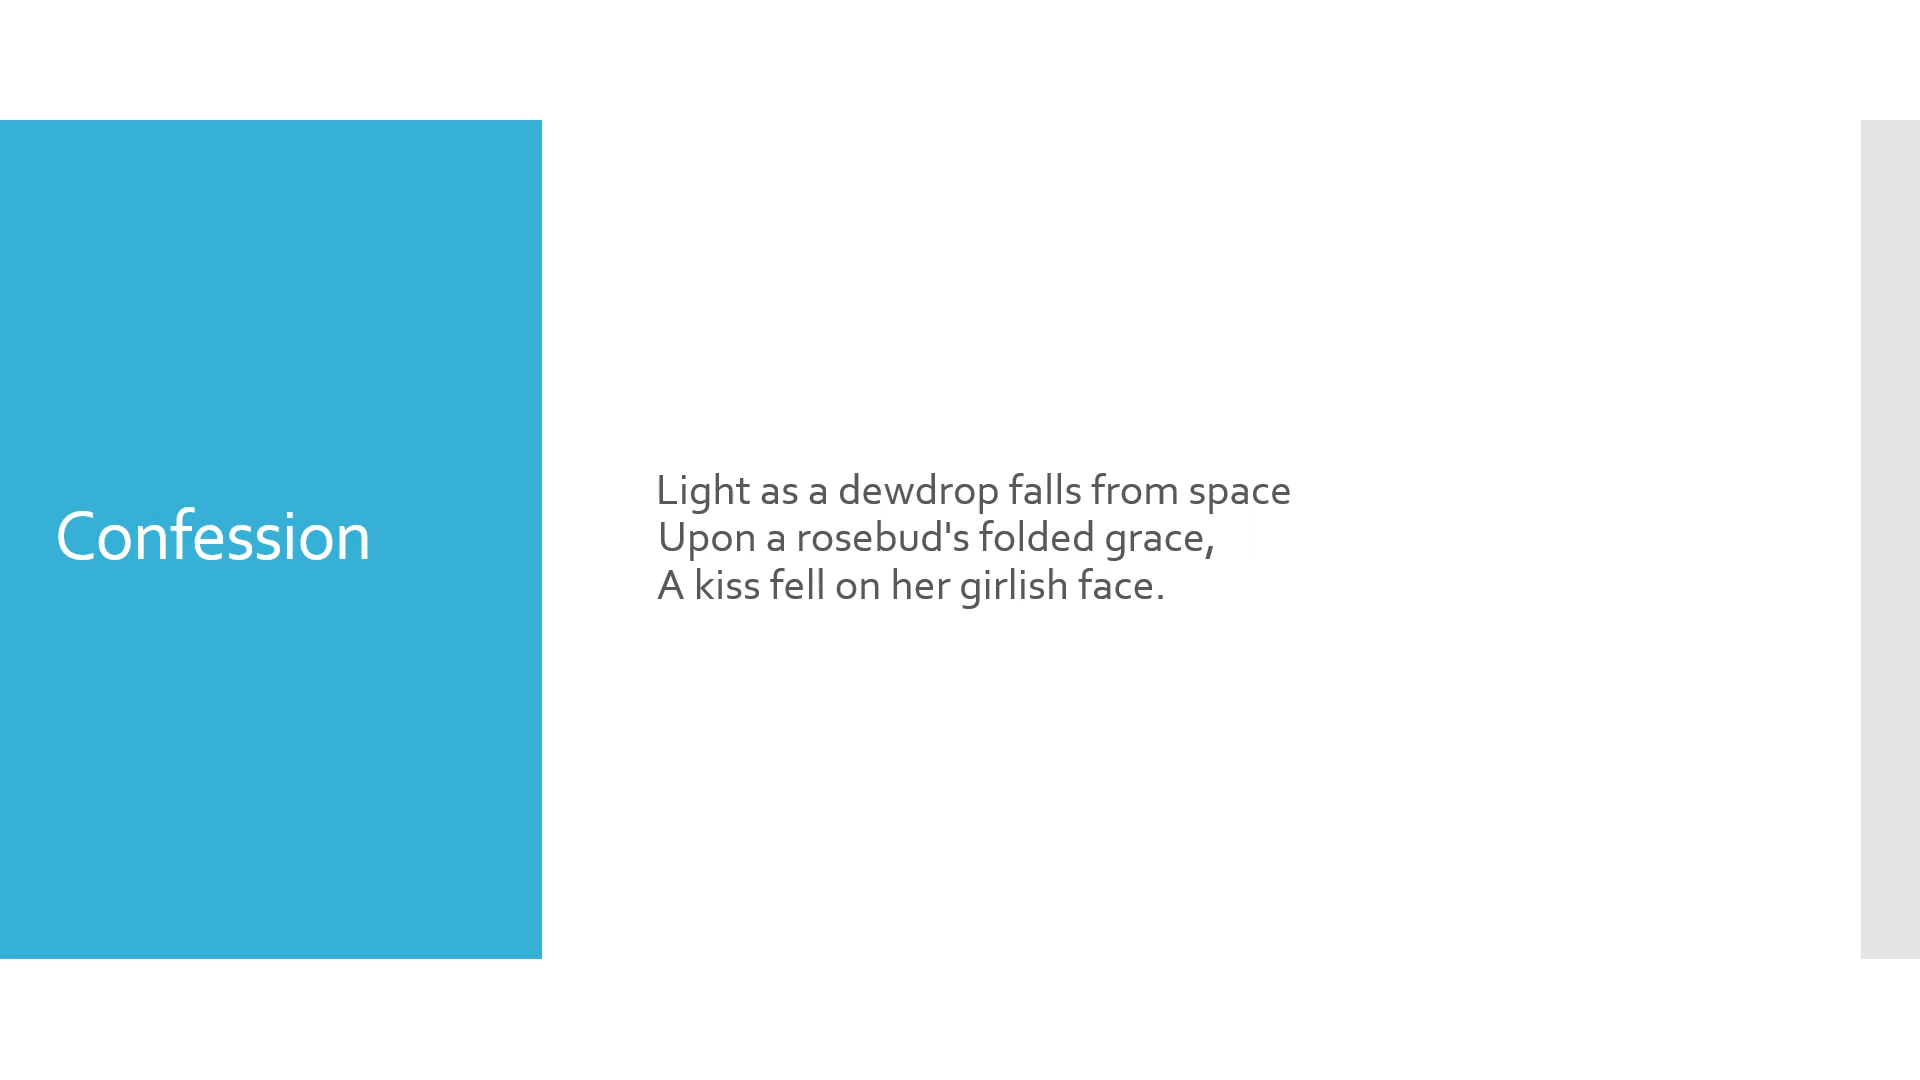 Confession
Light as a dewdrop falls from space
Upon a rosebud's folded grace,
A kiss fell on her girlish face.